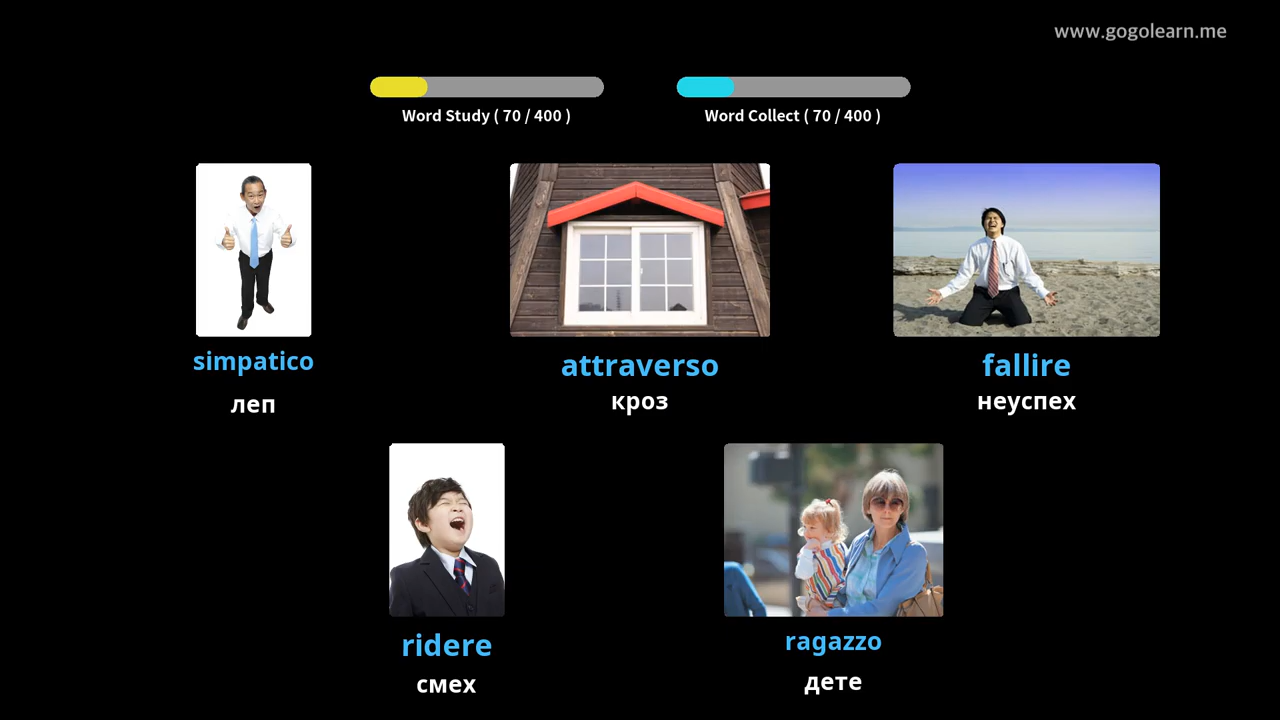 www.gogolearn.me
Word Study ( 70 / 400 )
Word Collect ( 70 / 400 )
simpatico
леп
attraverso
кроз
fallire
неуспех
ridere
смех
ragazzo
дете